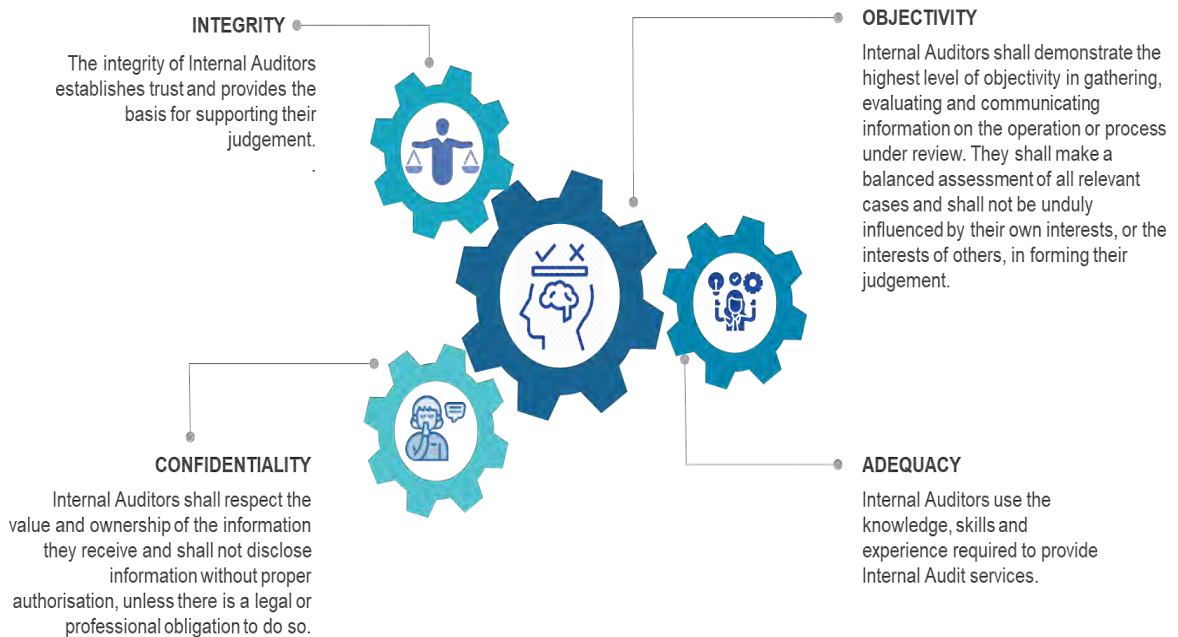 INTEGRITY
The integrity of Internal Auditors
establishes trust and provides the
basis for supporting their
judgement.
.
OBJECTIVITY
Internal Auditors shall demonstrate the
highest level of objectivity in gathering,
evaluating and communicating
information on the operation or process
under review. They shall make a
balanced assessment of all relevant
cases and shall not be unduly
influenced by their own interests, or the
interests of others, in forming their
judgement.
CONFIDENTIALITY
Internal Auditors shall respect the
value and ownership of the information
they receive and shall not disclose
information without proper
authorisation, unless there is a legal or
professional obligation to do so.
ADEQUACY
Internal Auditors use the
knowledge, skills and
experience required to provide
Internal Audit services.